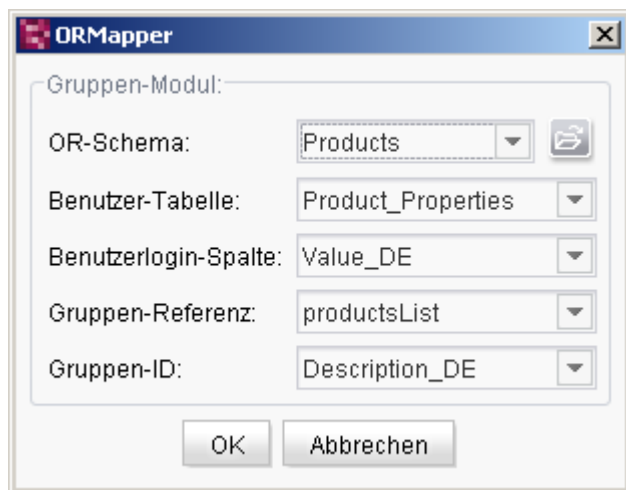 ORMapper
Gruppen-Modul:
OR-Schema: Products
Benutzer-Tabelle: Product_Properties
Benutzerlogin-Spalte: Value_DE
Gruppen-Referenz: productsList
Gruppen-ID: Description_DE
OK Abbrechen